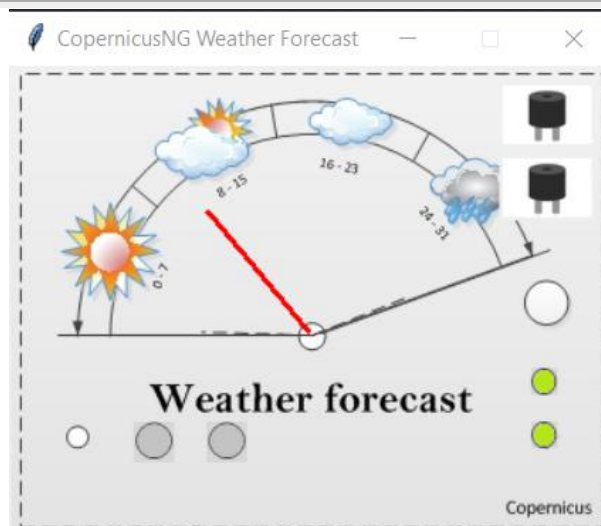 CopernicusNG Weather Forecast
0 - 7
8 - 15
16 - 23
24 - 31
Weather forecast
Copernicus